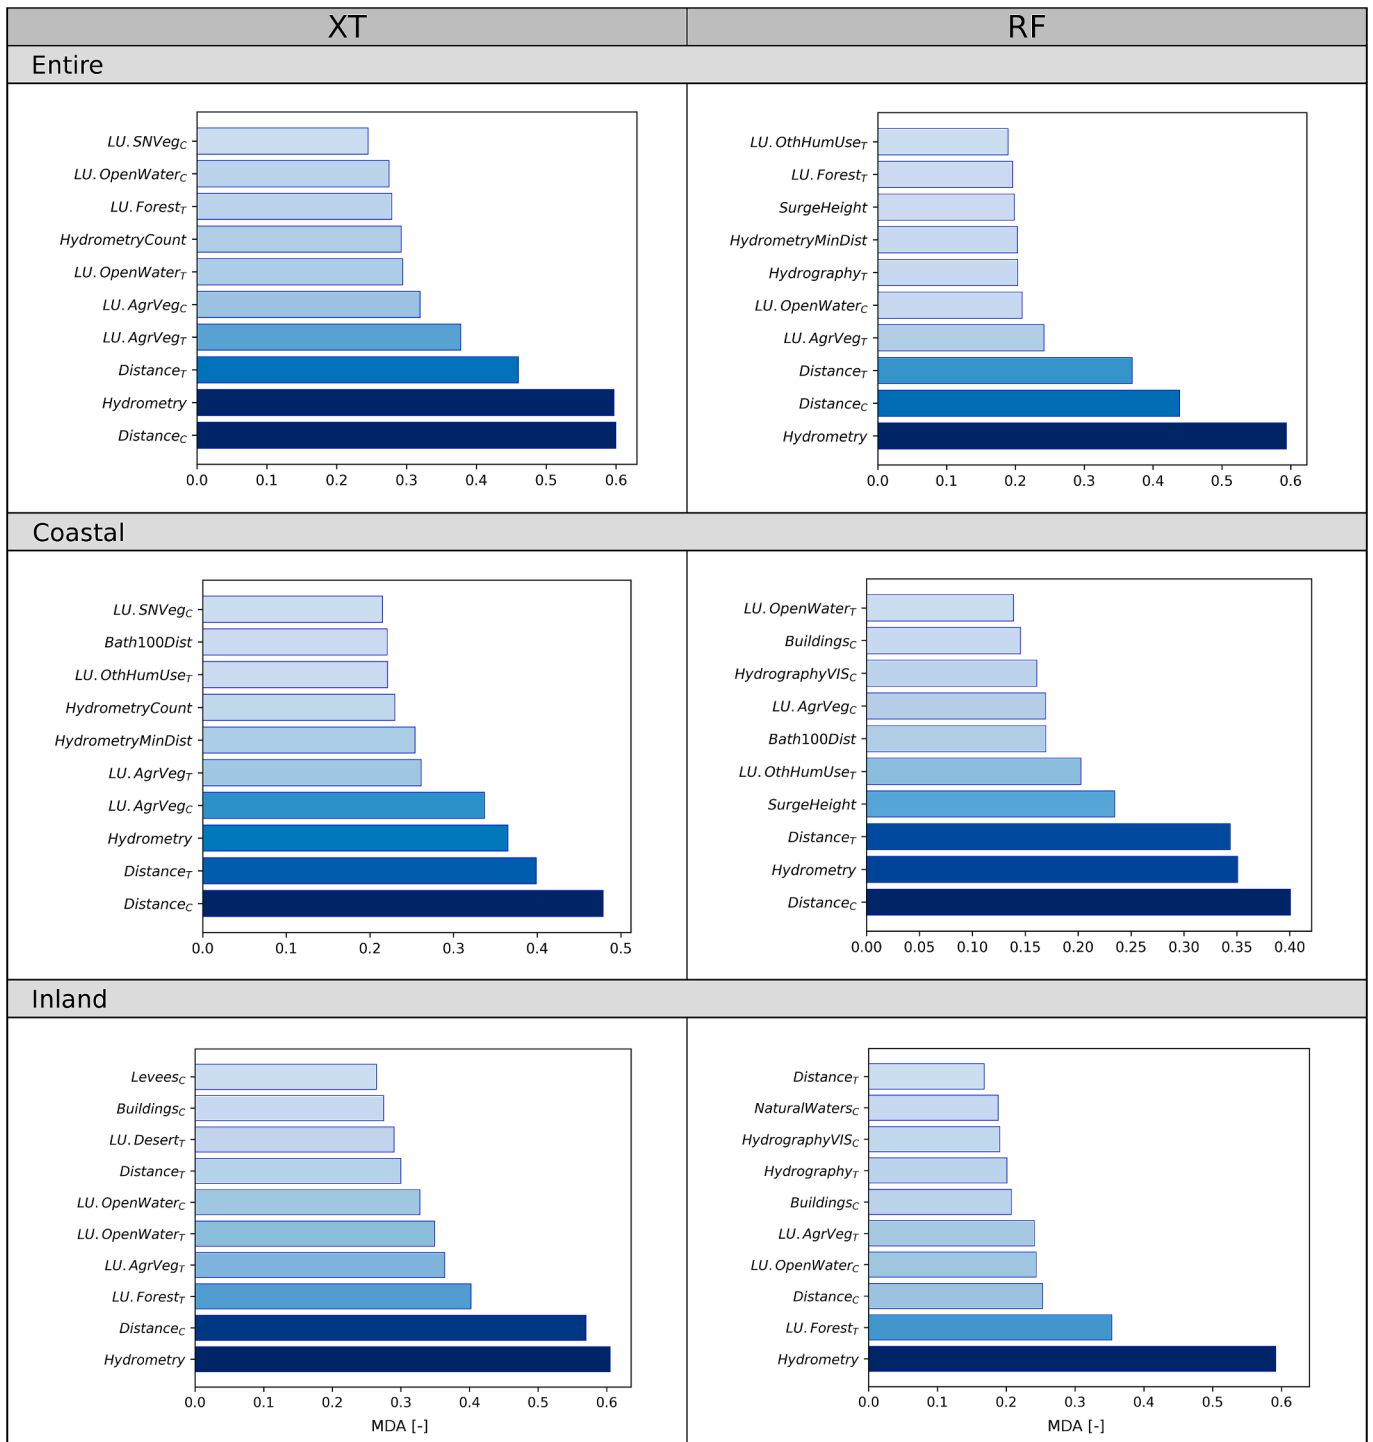 XT
RF
Entire
LU.SNVeg_C
LU.OpenWater_C
LU.Forest_T
HydrometryCount
LU.OpenWater_T
LU.AgrVeg_C
LU.AgrVeg_T
Distance_T
Hydrometry
Distance_C
0.0 0.1 0.2 0.3 0.4 0.5 0.6
LU.OthHumUse_T
LU.Forest_T
SurgeHeight
HydrometryMinDist
Hydrography_T
LU.OpenWater_C
LU.AgrVeg_T
Distance_T
Distance_C
Hydrometry
0.0 0.1 0.2 0.3 0.4 0.5 0.6
Coastal
LU.SNVeg_C
Bath100Dist
LU.OthHumUse_T
HydrometryCount
HydrometryMinDist
LU.AgrVeg_T
LU.AgrVeg_C
Hydrometry
Distance_T
Distance_C
0.0 0.1 0.2 0.3 0.4 0.5
LU.OpenWater_T
Buildings_C
HydrographyVIS_C
LU.AgrVeg_C
Bath100Dist
LU.OthHumUse_T
SurgeHeight
Distance_T
Hydrometry
Distance_C
0.00 0.05 0.10 0.15 0.20 0.25 0.30 0.35 0.40
Inland
Levees_C
Buildings_C
LU.Desert_T
Distance_T
LU.OpenWater_C
LU.OpenWater_T
LU.AgrVeg_T
LU.Forest_T
Distance_C
Hydrometry
0.0 0.1 0.2 0.3 0.4 0.5 0.6
MDA [-]
Distance_T
NaturalWaters_C
HydrographyVIS_C
Hydrography_T
Buildings_C
LU.AgrVeg_T
LU.OpenWater_C
Distance_C
LU.Forest_T
Hydrometry
0.0 0.1 0.2 0.3 0.4 0.5 0.6
MDA [-]